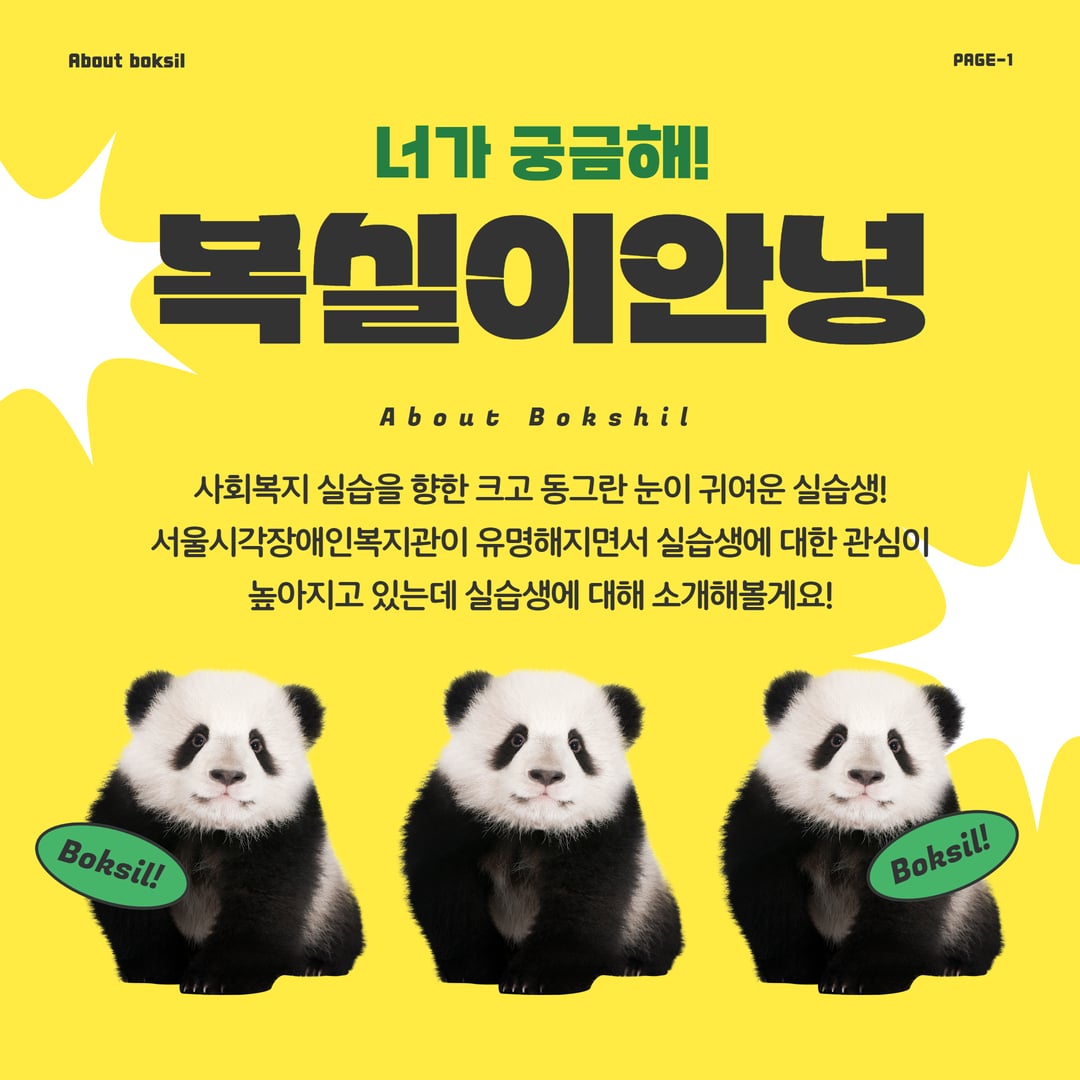 About boksil
PAGE-1
너가 궁금해!
복실이안녕
About Bokshil
사회복지 실습을 향한 크고 동그란 눈이 귀여운 실습생!
서울시각장애인복지관이 유명해지면서 실습생에 대한 관심이
높아지고 있는데 실습생에 대해 소개해볼게요!
Boksil!
Boksil!